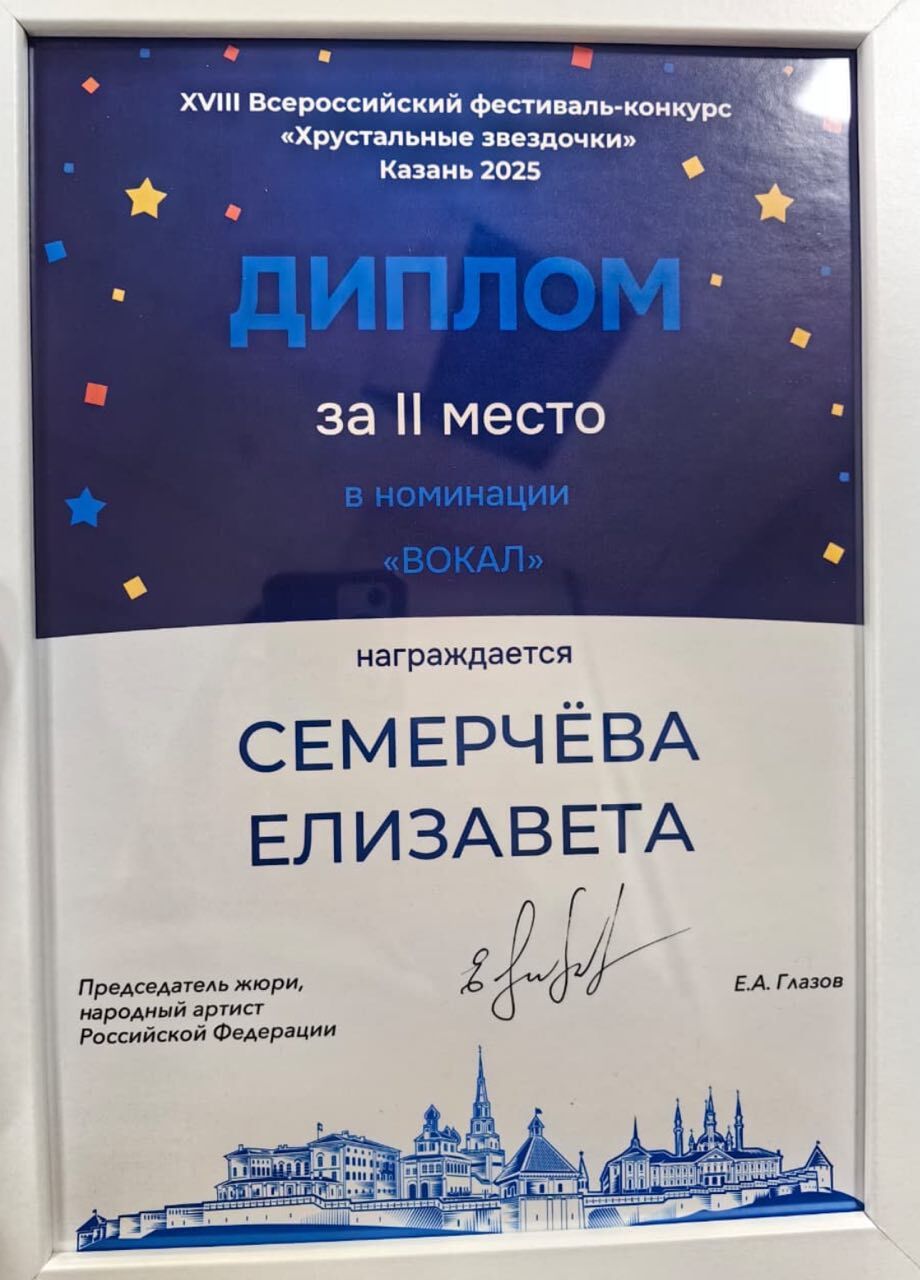 XVIII Всероссийский фестиваль-конкурс
«Хрустальные звездочки»
Казань 2025
ДИПЛОМ
за II место
в номинации
«ВОКАЛ»
награждается
СЕМЕРЧЁВА
ЕЛИЗАВЕТА
Председатель жюри,
народный артист
Российской Федерации
Е.А. Глазов